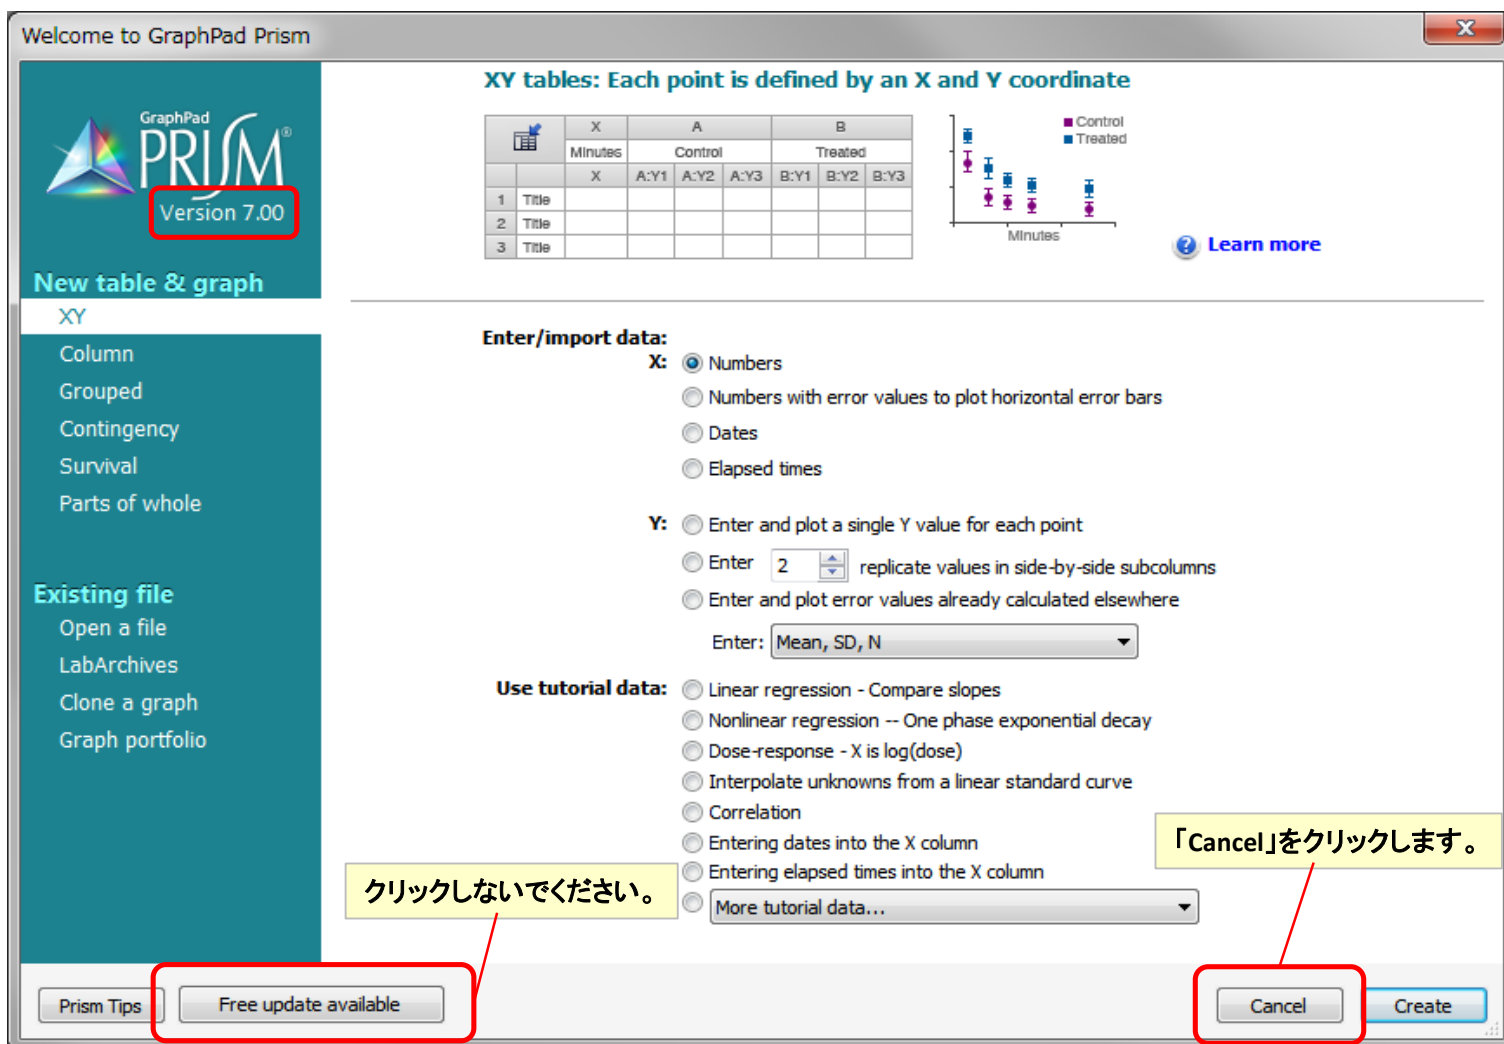 Welcome to GraphPad Prism
GraphPad
PRISM®
Version 7.00
New table & graph
XY
Column
Grouped
Contingency
Survival
Parts of whole
Existing file
Open a file
LabArchives
Clone a graph
Graph portfolio
XY tables: Each point is defined by an X and Y coordinate
X A B
Minutes Control Treated
X A:Y1 A:Y2 A:Y3 B:Y1 B:Y2 B:Y3
1 Title
2 Title
3 Title
Control
Treated
Minutes
? Learn more
Enter/import data:
X: Numbers
Numbers with error values to plot horizontal error bars
Dates
Elapsed times
Y: Enter and plot a single Y value for each point
Enter 2 replicate values in side-by-side subcolumns
Enter and plot error values already calculated elsewhere
Enter: Mean, SD, N
Use tutorial data: Linear regression - Compare slopes
Nonlinear regression -- One phase exponential decay
Dose-response - X is log(dose)
Interpolate unknowns from a linear standard curve
Correlation
Entering dates into the X column
Entering elapsed times into the X column
More tutorial data...
クリックしないでください。
「Cancel」をクリックします。
Prism Tips
Free update available
Cancel
Create